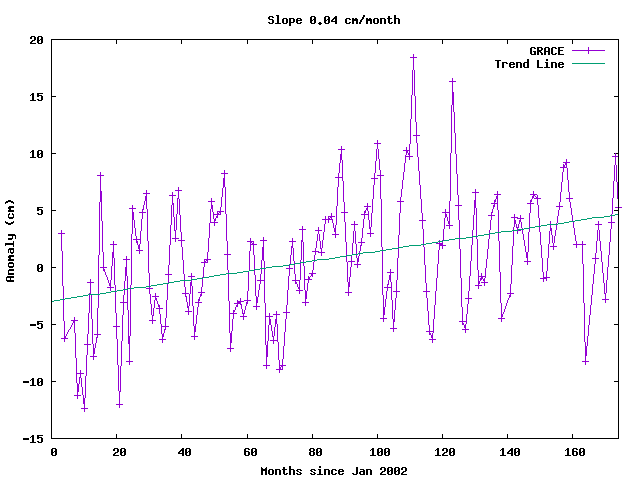 Slope 0.04 cm/month
GRACE
Trend Line
20
15
10
5
0
-5
-10
-15
Anomaly (cm)
0 20 40 60 80 100 120 140 160
Months since Jan 2002